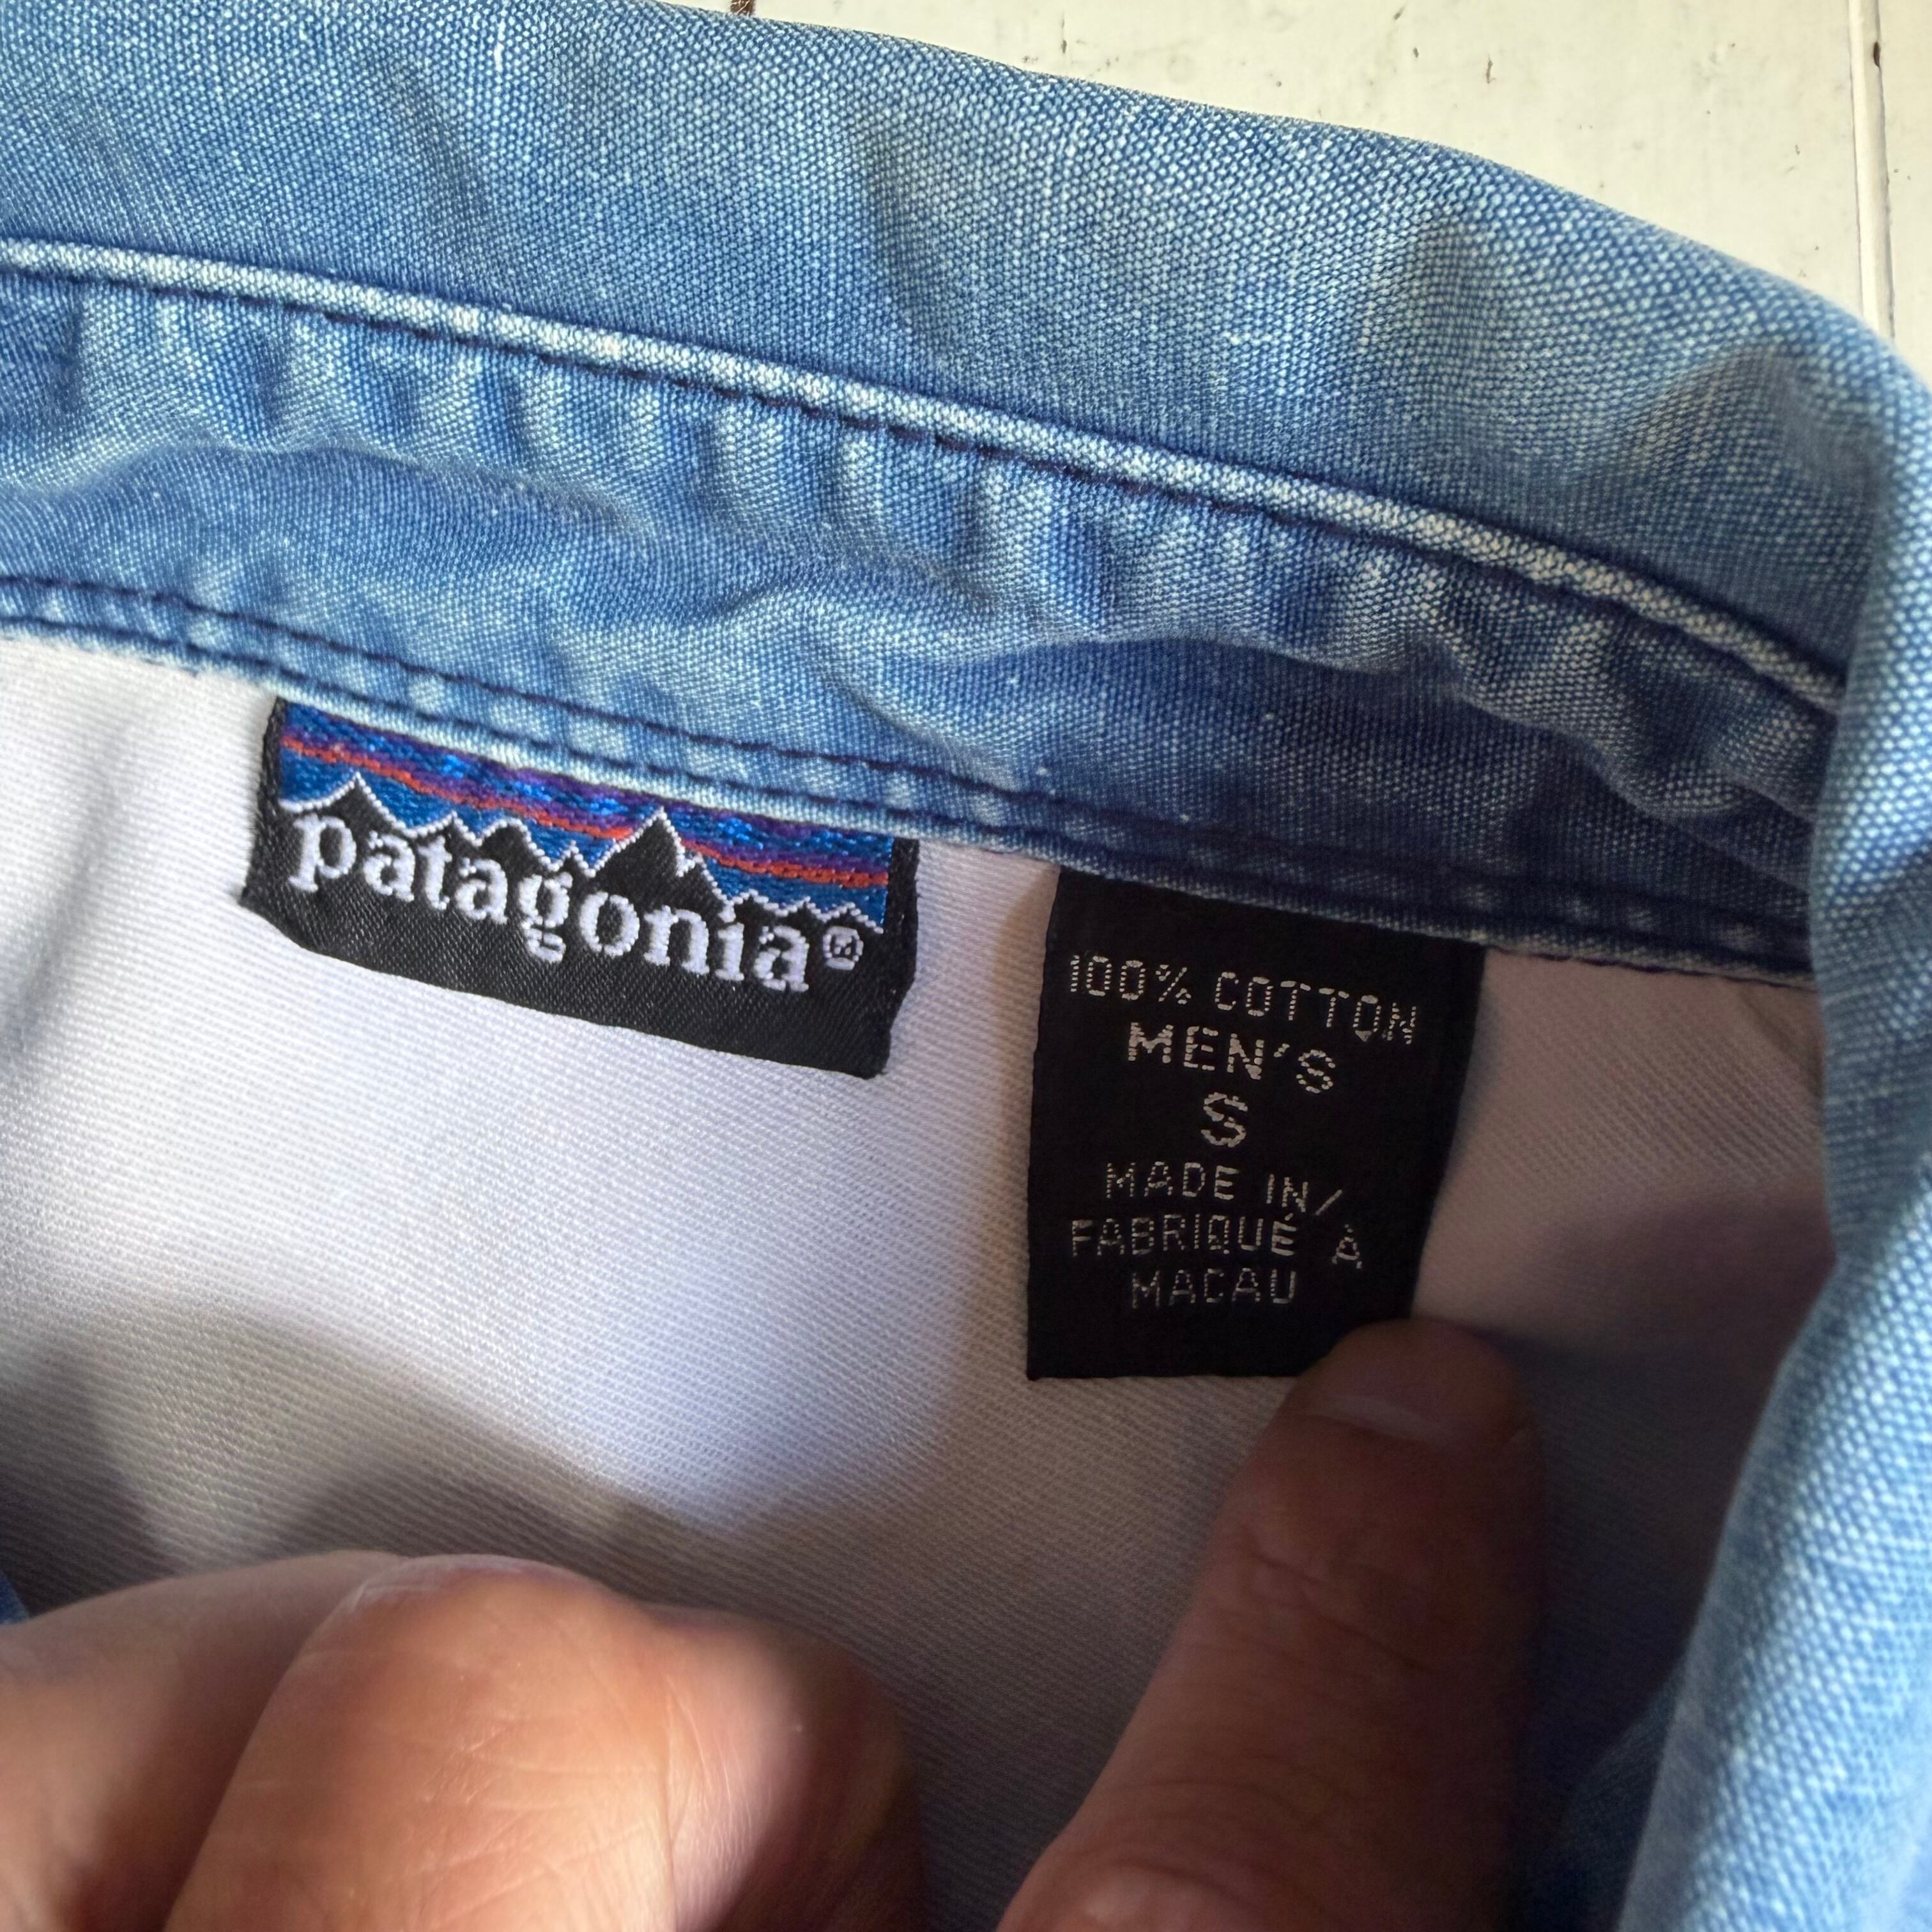 patagonia®
100% COTTON
MEN'S
S
MADE IN/
FABRIQUÉ À
MACAU